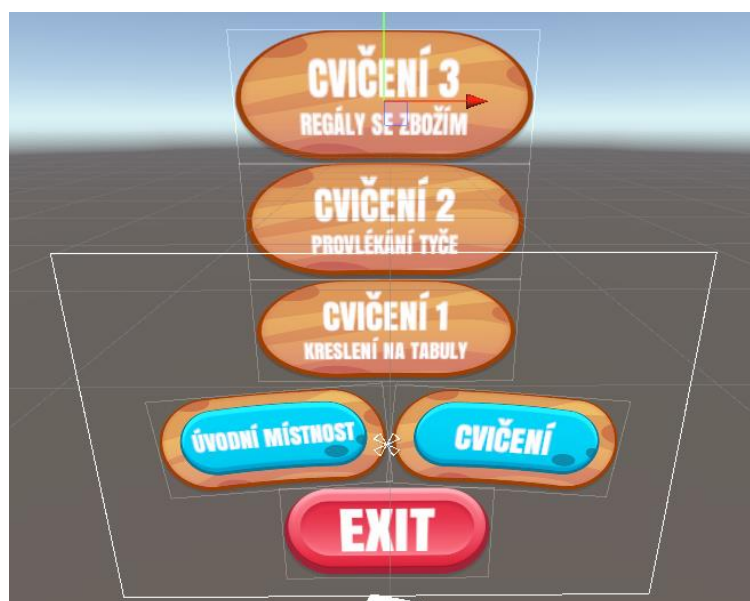 CVIČENÍ 3
REGÁLY SE ZBOŽÍM
CVIČENÍ 2
PROVLÉKÁNÍ TYČE
CVIČENÍ 1
KRESLENÍ NA TABULY
ÚVODNÍ MÍSTNOST
CVIČENÍ
EXIT